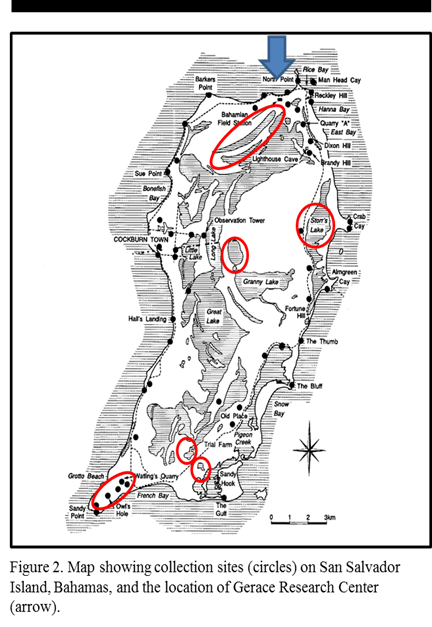 Rice Bay
Barkers
Point
North Point
Man Head Cay
Reckley Hill
Hanna Bay
Bahamian
Field Station
Quarry "A"
East Bay
Dixon Hill
Lighthouse Cave
Brandy Hill
Sue Point
Bonefish
Bay
Storr's
Lake
Crab
Cay
Observation Tower
COCKBURN TOWN
Little
Lake
Long Lake
Granny Lake
Almgreen
Cay
Fortune
Hill
Great
Lake
Hall's Landing
The Thumb
The Bluff
Snow
Bay
Old Place
Pigeon
Creek
Trial Farm
Grotto Beach
Watling's Quarry
Sandy
Hook
French Bay
Sandy
Point
Owl's
Hole
The
Gulf
0 1 2 3km
Figure 2. Map showing collection sites (circles) on San Salvador
Island, Bahamas, and the location of Gerace Research Center
(arrow).